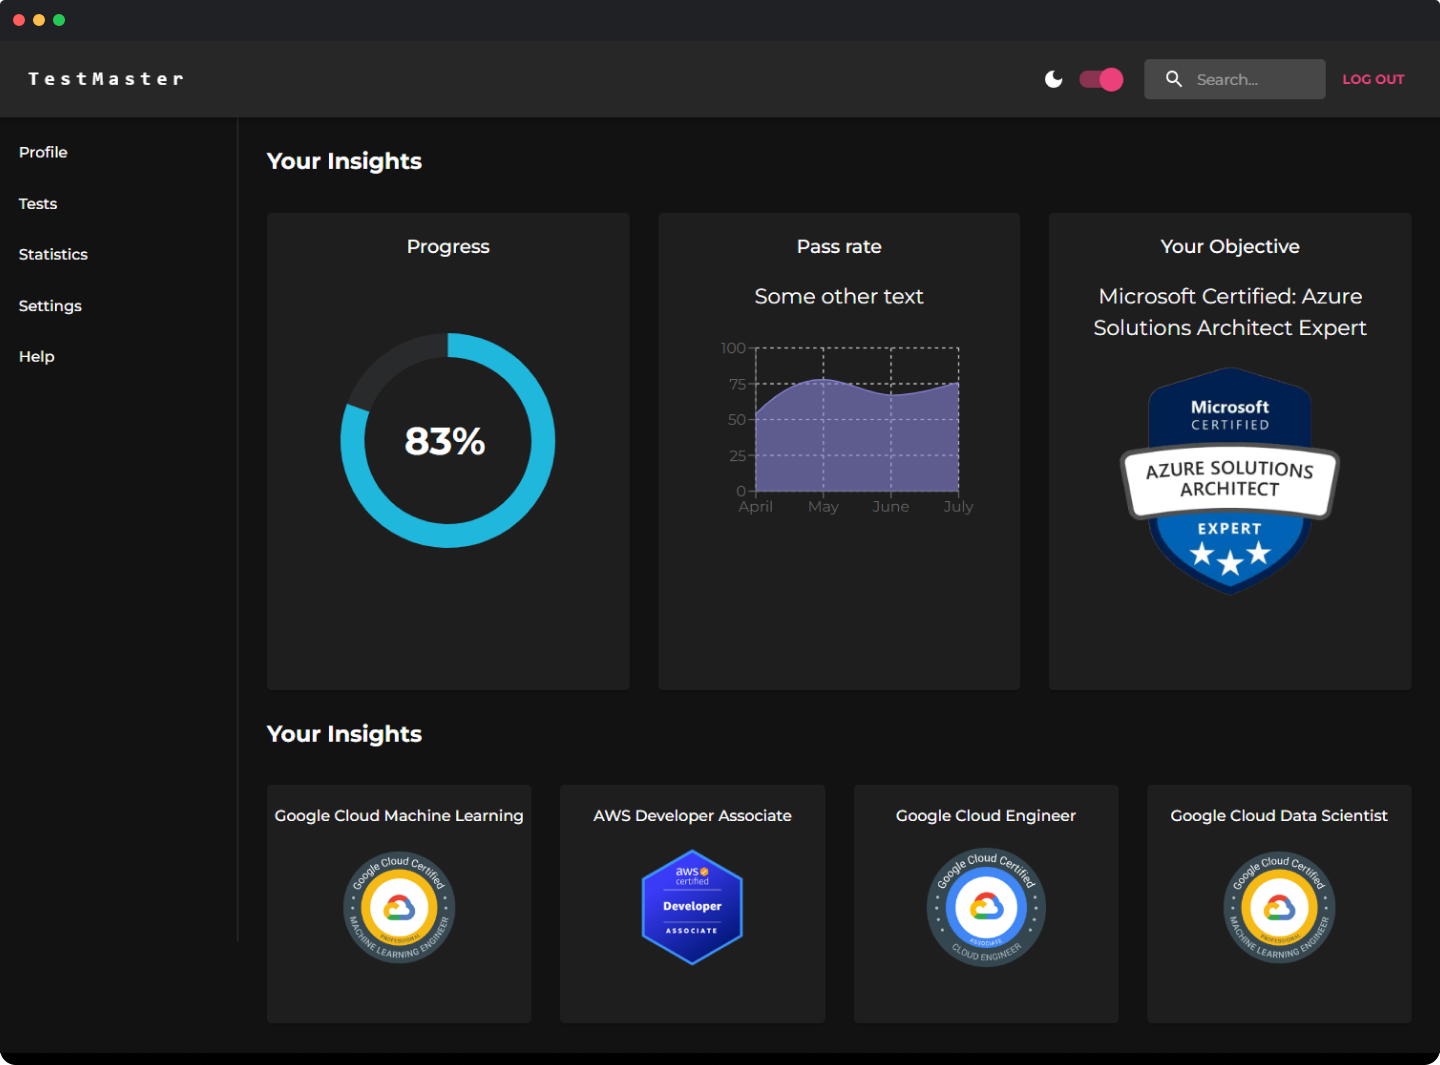 TestMaster
Search...
LOG OUT
Profile
Tests
Statistics
Settings
Help
Your Insights
Progress
83%
Pass rate
Some other text
100
75
50
25
0
April May June July
Your Objective
Microsoft Certified: Azure
Solutions Architect Expert
Microsoft
CERTIFIED
AZURE SOLUTIONS
ARCHITECT
EXPERT
Your Insights
Google Cloud Machine Learning
Google Cloud Certified
PROFESSIONAL
MACHINE LEARNING ENGINEER
AWS Developer Associate
aws
certified
Developer
ASSOCIATE
Google Cloud Engineer
Google Cloud Certified
ASSOCIATE
CLOUD ENGINEER
Google Cloud Data Scientist
Google Cloud Certified
PROFESSIONAL
MACHINE LEARNING ENGINEER